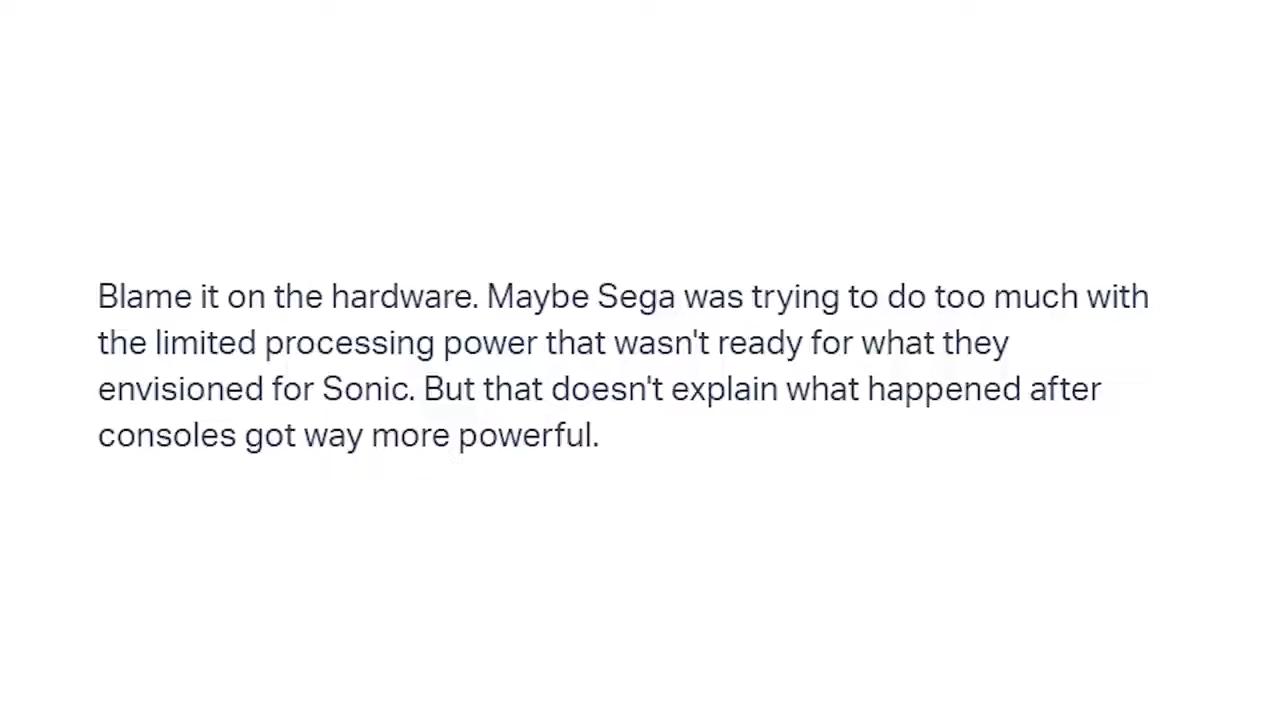 Blame it on the hardware. Maybe Sega was trying to do too much with
the limited processing power that wasn't ready for what they
envisioned for Sonic. But that doesn't explain what happened after
consoles got way more powerful.